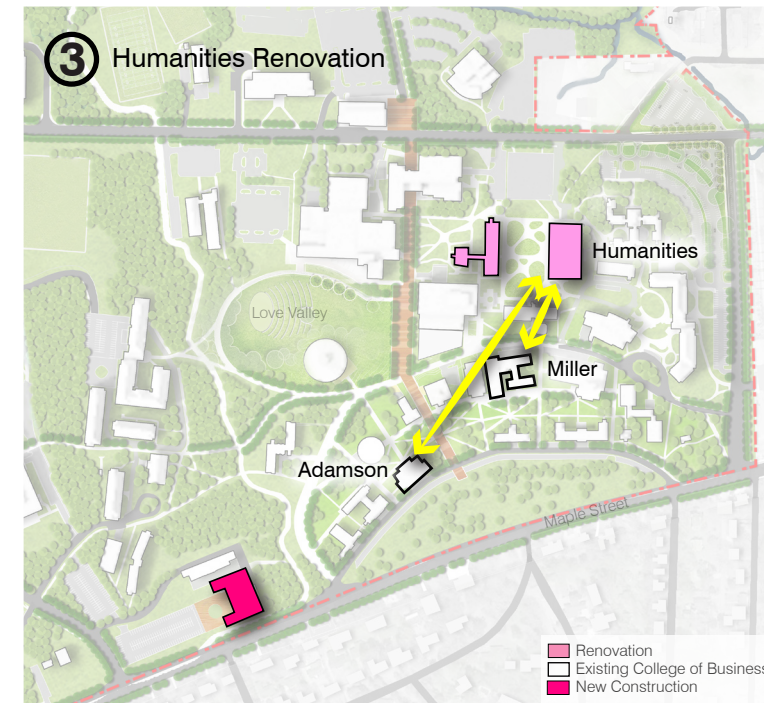 3 Humanities Renovation
Humanities
Love Valley
Miller
Adamson
Maple Street
Renovation
Existing College of Business
New Construction